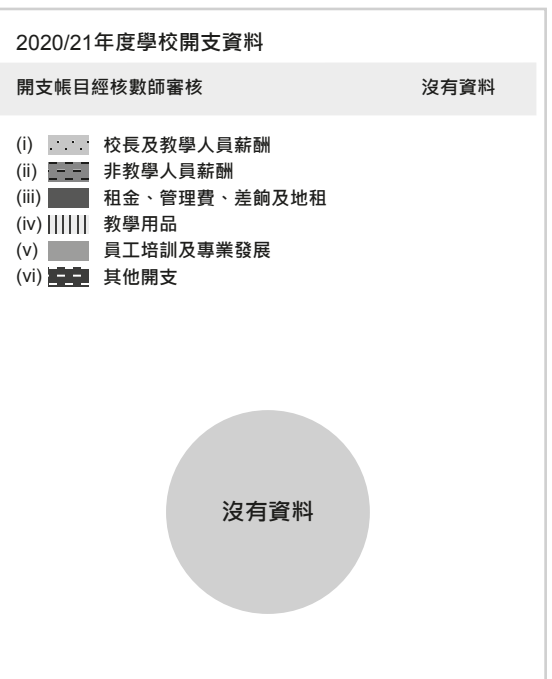 2020/21年度學校開支資料
開支帳目經核數師審核 沒有資料
(i) 校長及教學人員薪酬
(ii) 非教學人員薪酬
(iii) 租金、管理費、差餉及地租
(iv) 教學用品
(v) 員工培訓及專業發展
(vi) 其他開支
沒有資料